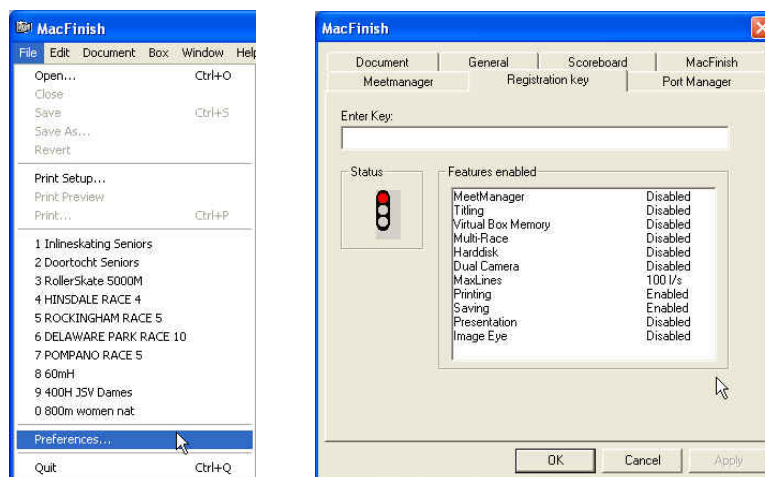 MacFinish
File Edit Document Box Window Help
Open... Ctrl+O
Close
Save Ctrl+S
Save As...
Revert
Print Setup...
Print Preview
Print... Ctrl+P
1 Inlineskating Seniors
2 Doortocht Seniors
3 RollerSkate 5000M
4 HINSDALE RACE 4
5 ROCKINGHAM RACE 5
6 DELAWARE PARK RACE 10
7 POMPANO RACE 5
8 60mH
9 400H JSV Dames
0 800m women nat
Preferences...
Quit Ctrl+Q
MacFinish
Document General Scoreboard MacFinish
Meetmanager Registration key Port Manager
Enter Key:
Status
Features enabled
MeetManager Disabled
Titling Disabled
Virtual Box Memory Disabled
Multi-Race Disabled
Harddisk Disabled
Dual Camera Disabled
MaxLines 100 l/s
Printing Enabled
Saving Enabled
Presentation Disabled
Image Eye Disabled
OK Cancel Apply